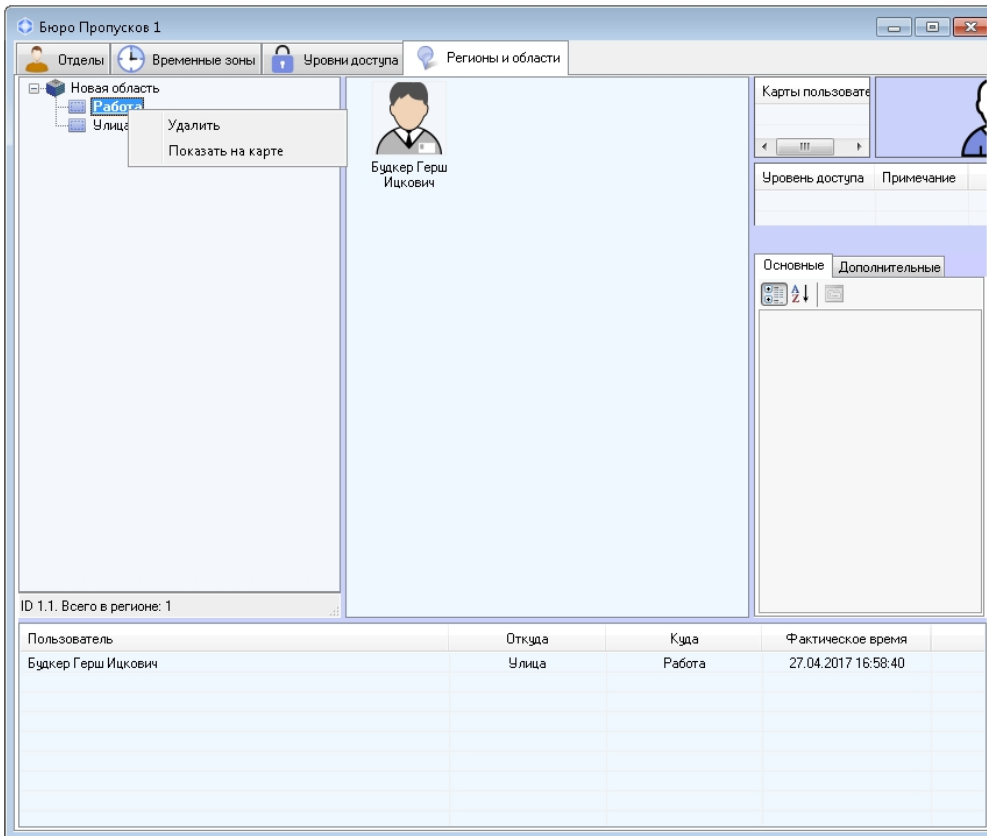 Бюро Пропусков 1
Отделы
Временные зоны
Уровни доступа
Регионы и области
Новая область
Работа
Улица
Удалить
Показать на карте
Будкер Герш
Ицкович
Карты пользовате
Уровень доступа Примечание
Основные Дополнительные
ID 1.1. Всего в регионе: 1
Пользователь Откуда Куда Фактическое время
Будкер Герш Ицкович Улица Работа 27.04.2017 16:58:40